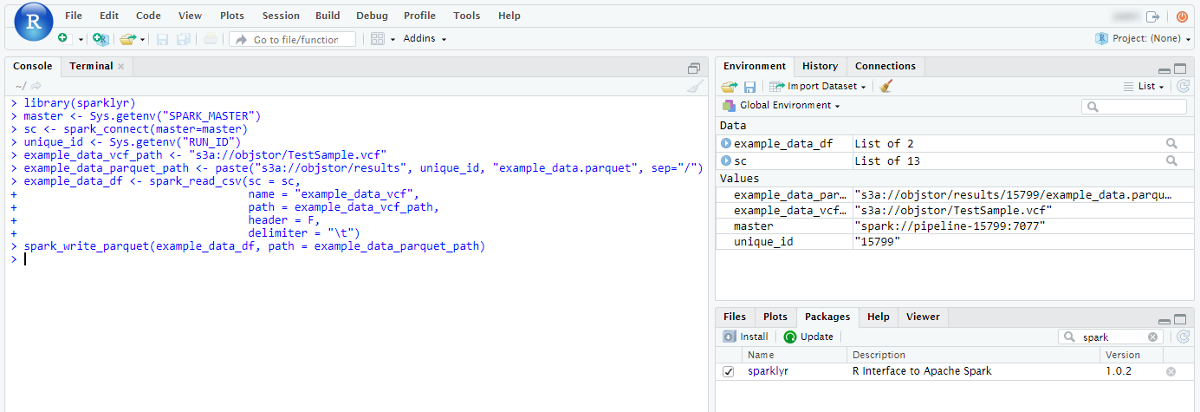 R
File Edit Code View Plots Session Build Debug Profile Tools Help
Go to file/function
Addins
Project: (None)
Console Terminal
~/
> library(sparklyr)
> master <- Sys.getenv("SPARK_MASTER")
> sc <- spark_connect(master=master)
> unique_id <- Sys.getenv("RUN_ID")
> example_data_vcf_path <- "s3a://objstor/TestSample.vcf"
> example_data_parquet_path <- paste("s3a://objstor/results", unique_id, "example_data.parquet", sep="/")
> example_data_df <- spark_read_csv(sc = sc,
+ name = "example_data_vcf",
+ path = example_data_vcf_path,
+ header = F,
+ delimiter = "\t")
> spark_write_parquet(example_data_df, path = example_data_parquet_path)
>
Environment History Connections
Import Dataset
List
Global Environment
Data
example_data_df List of 2
sc List of 13
Values
example_data_par… "s3a://objstor/results/15799/example_data.parqu…
example_data_vcf… "s3a://objstor/TestSample.vcf"
master "spark://pipeline-15799:7077"
unique_id "15799"
Files Plots Packages Help Viewer
Install Update spark
Name Description Version
sparklyr R Interface to Apache Spark 1.0.2